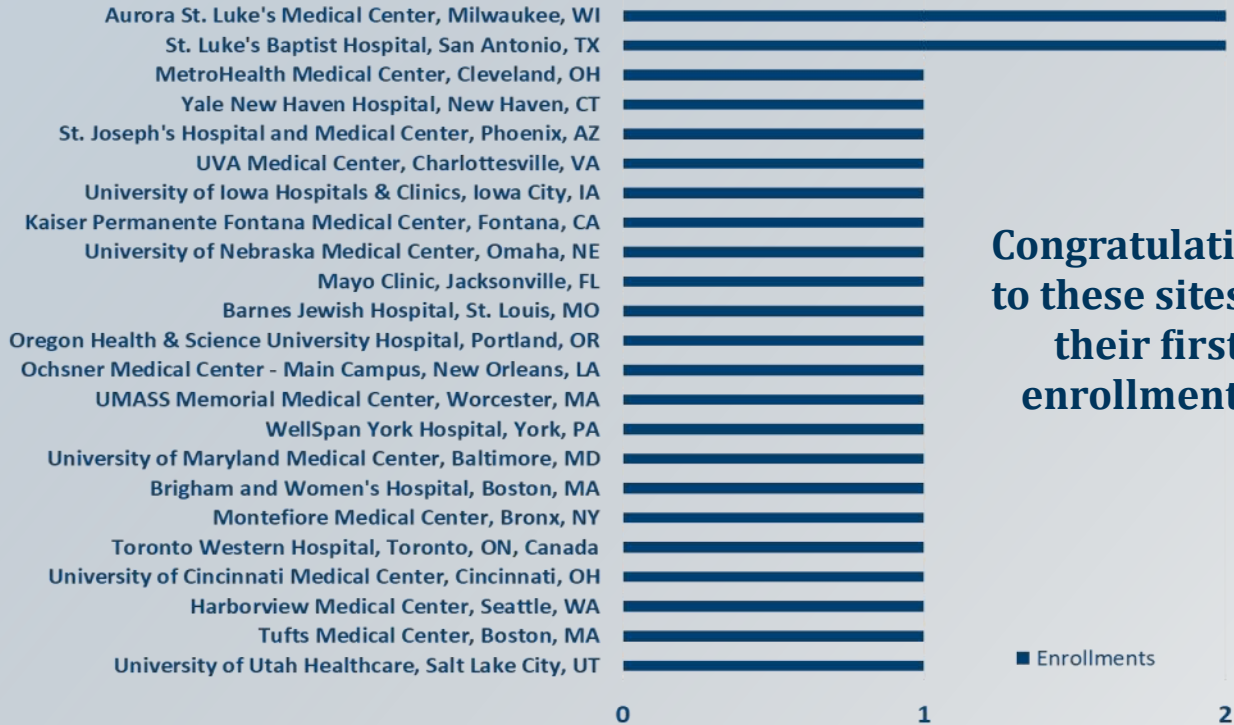 Aurora St. Luke's Medical Center, Milwaukee, WI
St. Luke's Baptist Hospital, San Antonio, TX
MetroHealth Medical Center, Cleveland, OH
Yale New Haven Hospital, New Haven, CT
St. Joseph's Hospital and Medical Center, Phoenix, AZ
UVA Medical Center, Charlottesville, VA
University of Iowa Hospitals & Clinics, Iowa City, IA
Kaiser Permanente Fontana Medical Center, Fontana, CA
University of Nebraska Medical Center, Omaha, NE
Mayo Clinic, Jacksonville, FL
Barnes Jewish Hospital, St. Louis, MO
Oregon Health & Science University Hospital, Portland, OR
Ochsner Medical Center - Main Campus, New Orleans, LA
UMASS Memorial Medical Center, Worcester, MA
WellSpan York Hospital, York, PA
University of Maryland Medical Center, Baltimore, MD
Brigham and Women's Hospital, Boston, MA
Montefiore Medical Center, Bronx, NY
Toronto Western Hospital, Toronto, ON, Canada
University of Cincinnati Medical Center, Cincinnati, OH
Harborview Medical Center, Seattle, WA
Tufts Medical Center, Boston, MA
University of Utah Healthcare, Salt Lake City, UT
0 1 2
Congratulati
to these sites
their first
enrollment
Enrollments